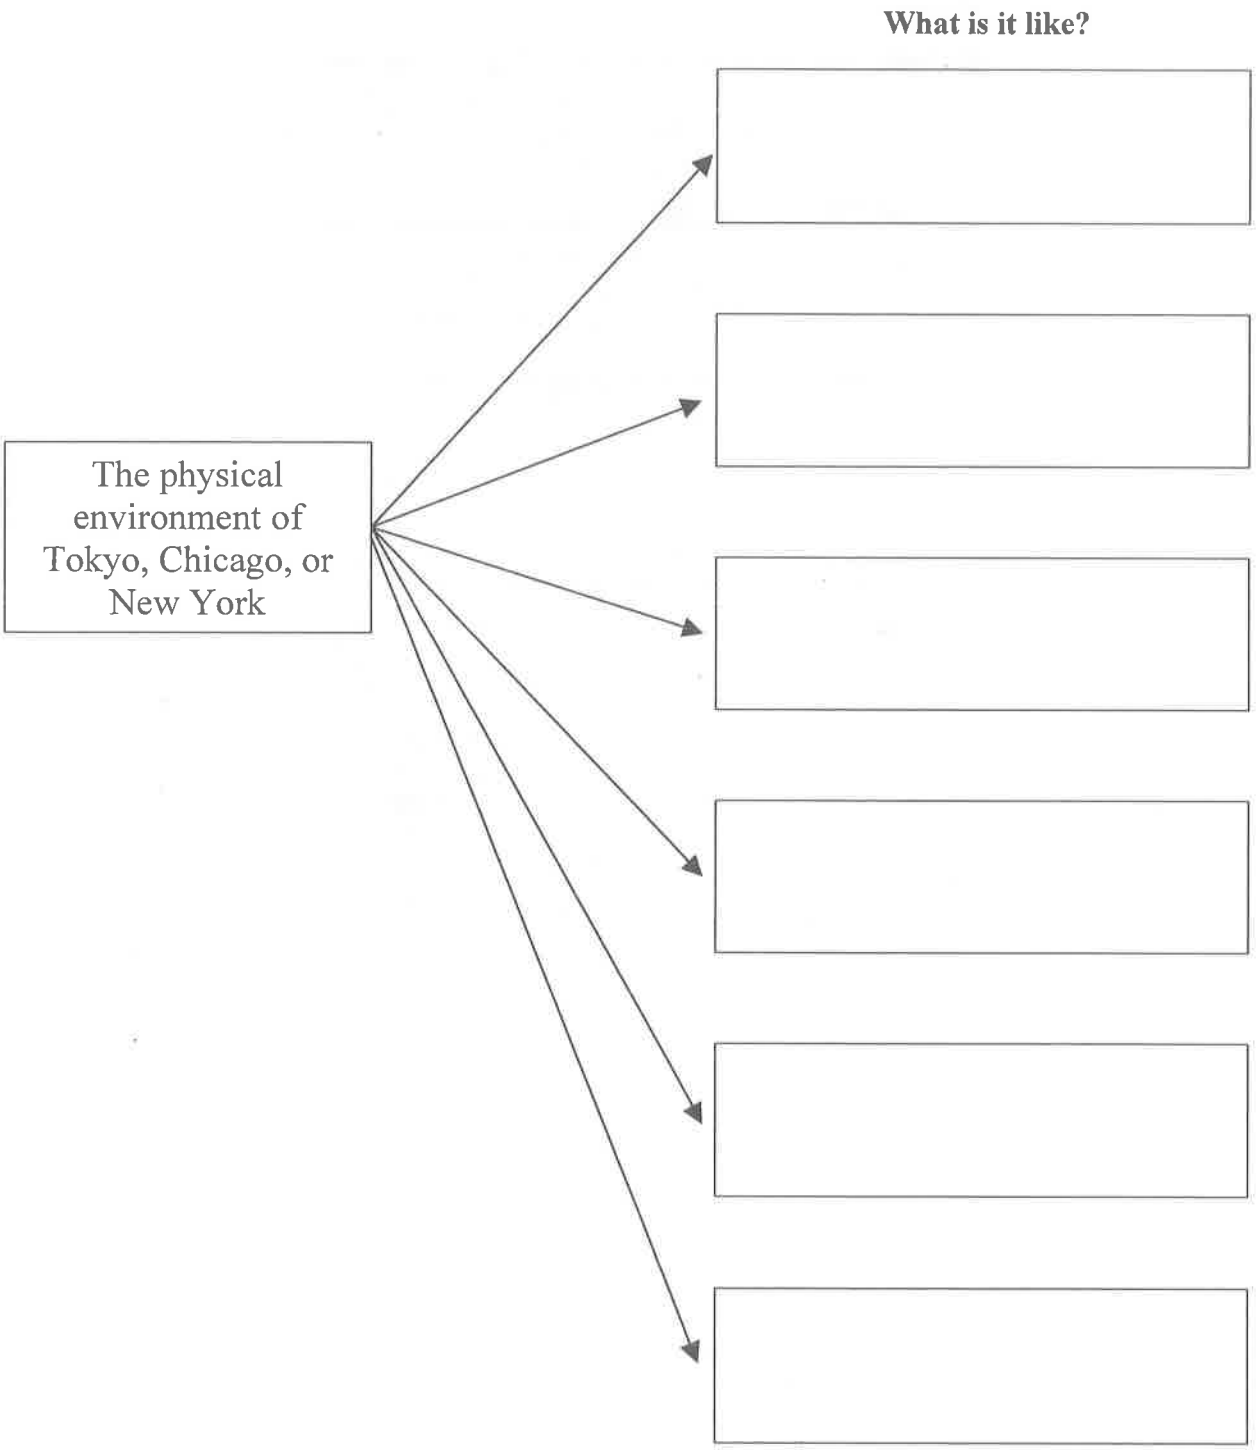 What is it like?
The physical
environment of
Tokyo, Chicago, or
New York